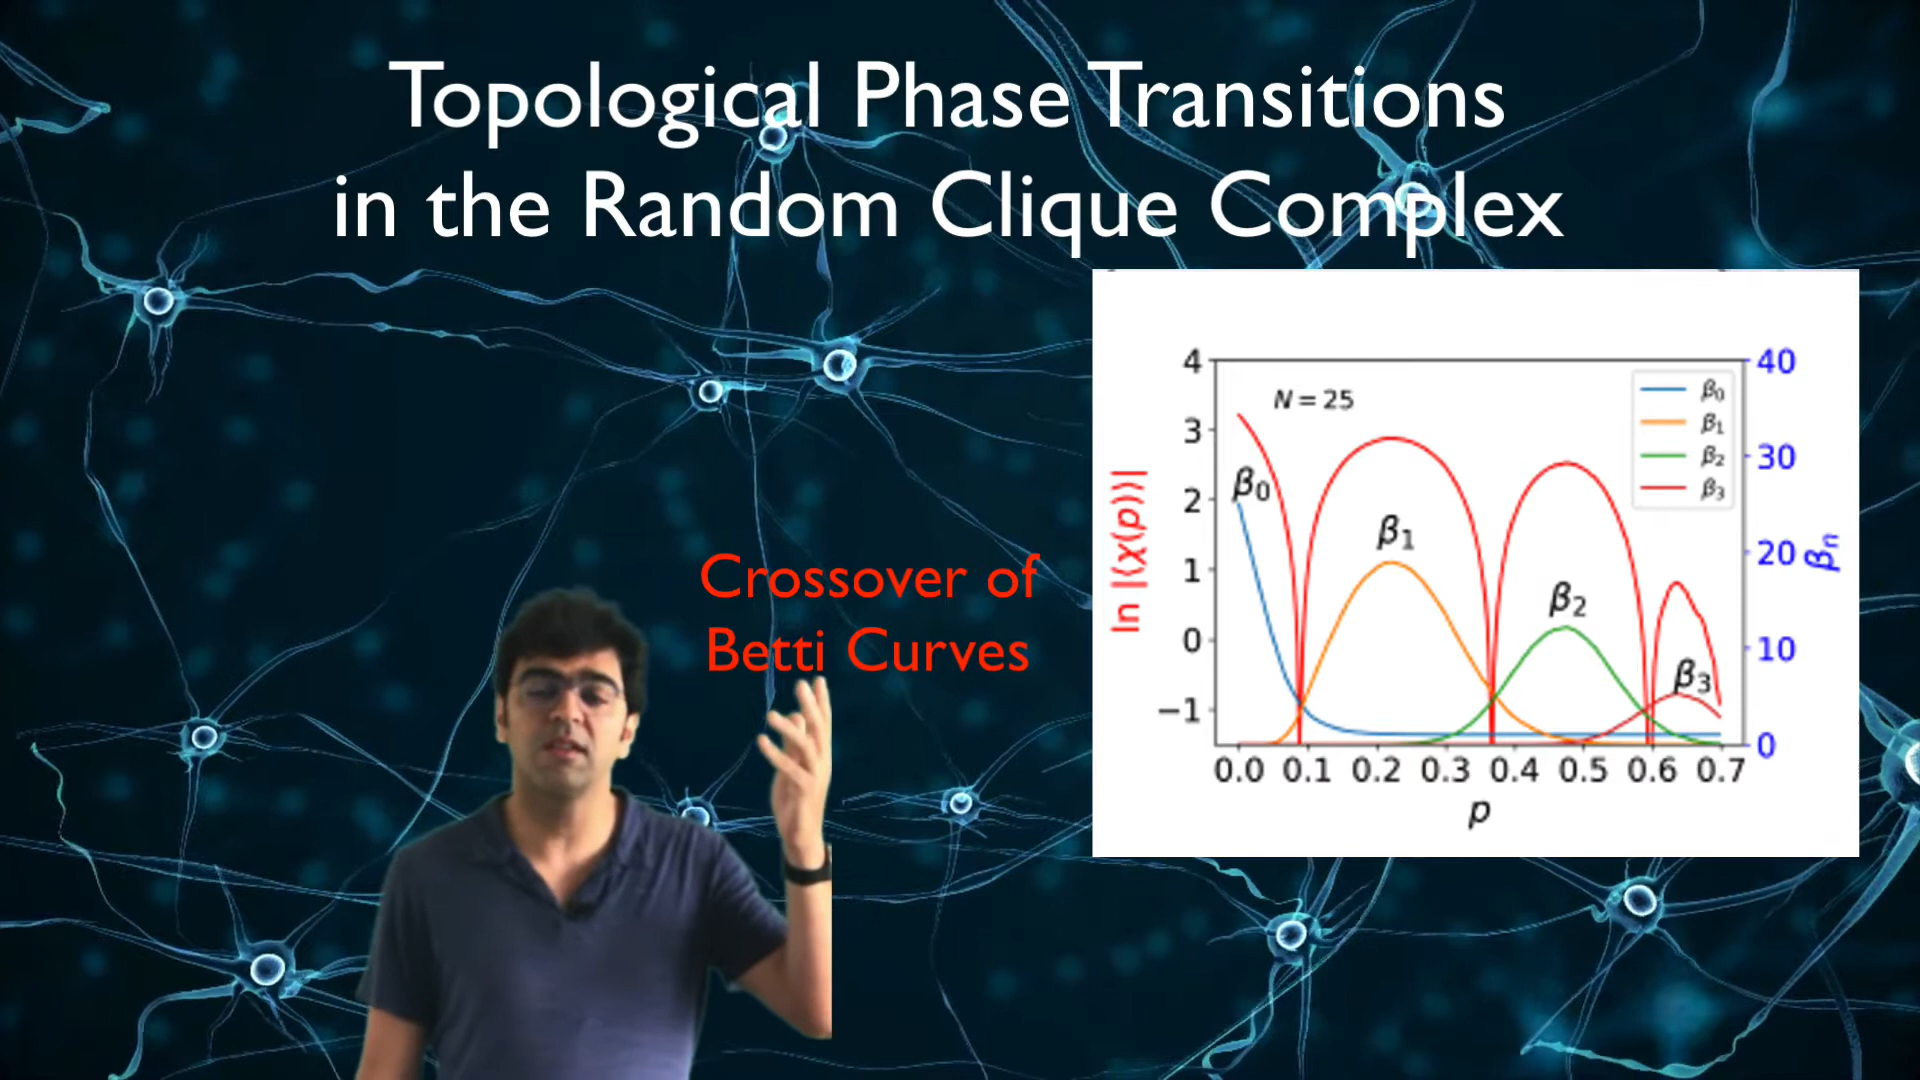 Topological Phase Transitions
in the Random Clique Complex
Crossover of
Betti Curves
N = 25
β0
β1
β2
β3
β0
β1
β2
β3
4
3
2
1
0
−1
ln |⟨χ(p)⟩|
40
30
20
10
0
βn
0.0 0.1 0.2 0.3 0.4 0.5 0.6 0.7
p